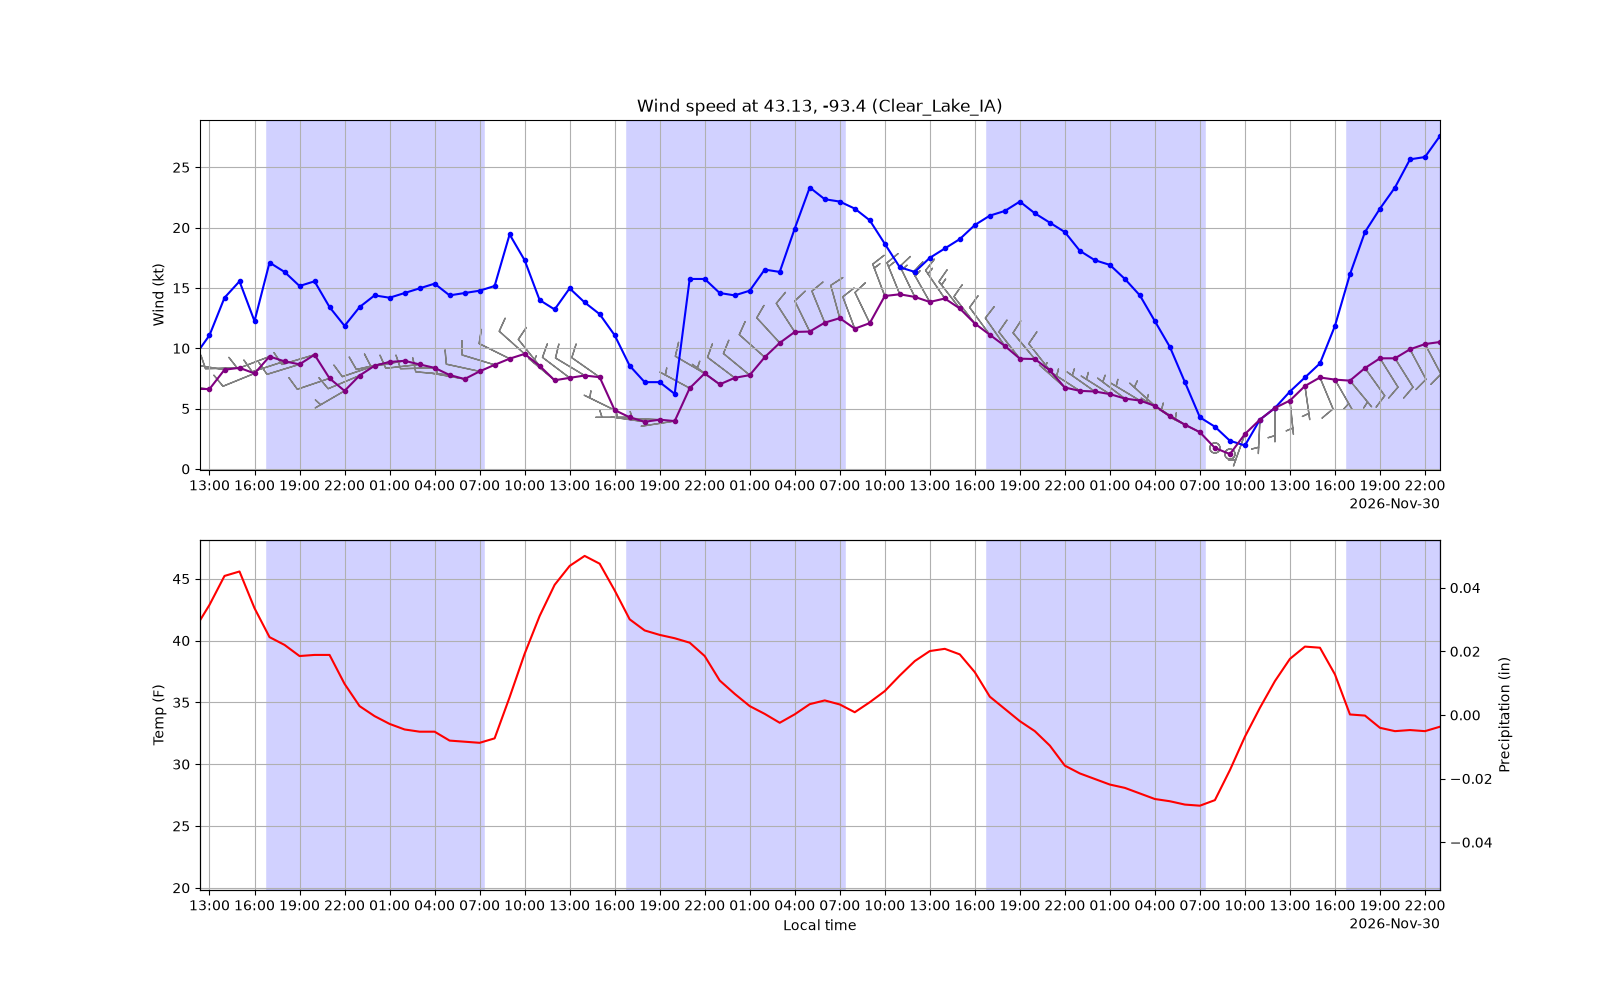 Wind speed at 43.13, -93.4 (Clear_Lake_IA)
Wind (kt)
25
20
15
10
5
0
13:00 16:00 19:00 22:00 01:00 04:00 07:00 10:00 13:00 16:00 19:00 22:00 01:00 04:00 07:00 10:00 13:00 16:00 19:00 22:00 01:00 04:00 07:00 10:00 13:00 16:00 19:00 22:00
2026-Nov-30
Temp (F)
45
40
35
30
25
20
0.04
0.02
0.00
−0.02
−0.04
Precipitation (in)
13:00 16:00 19:00 22:00 01:00 04:00 07:00 10:00 13:00 16:00 19:00 22:00 01:00 04:00 07:00 10:00 13:00 16:00 19:00 22:00 01:00 04:00 07:00 10:00 13:00 16:00 19:00 22:00
Local time
2026-Nov-30